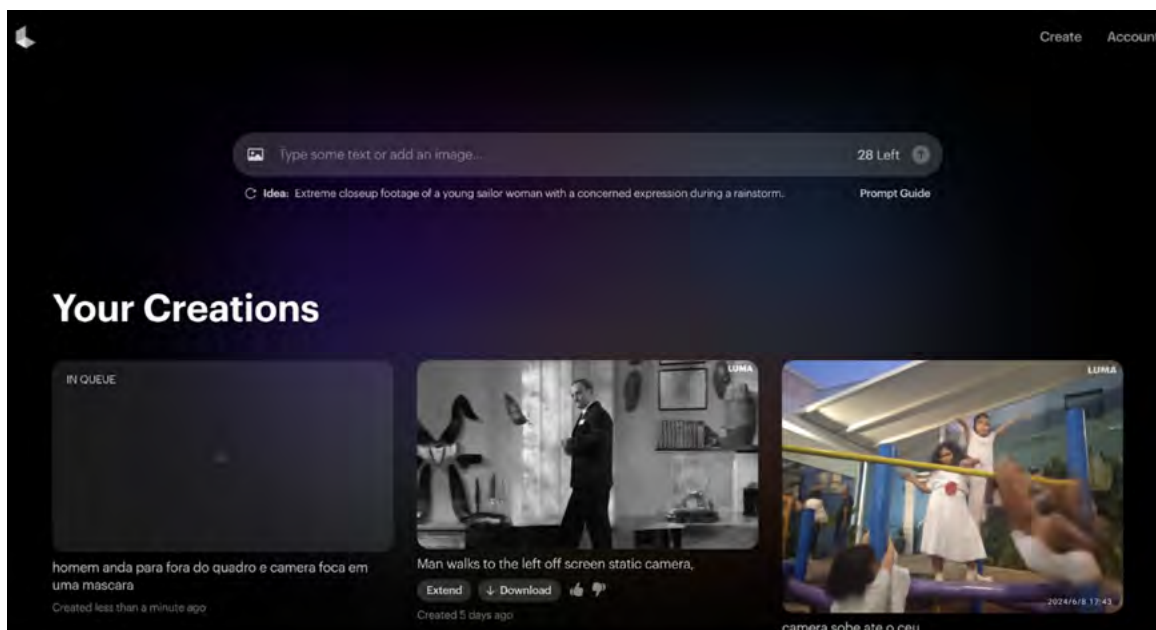 Create Account
Type some text or add an image...
28 Left
Idea: Extreme closeup footage of a young sailor woman with a concerned expression during a rainstorm.
Prompt Guide
Your Creations
IN QUEUE
homem anda para fora do quadro e camera foca em
uma mascara
Created less than a minute ago
LUMA
Man walks to the left off screen static camera,
Extend
Download
Created 5 days ago
LUMA
2024/6/8 17:43
camera sobe ate o ceu